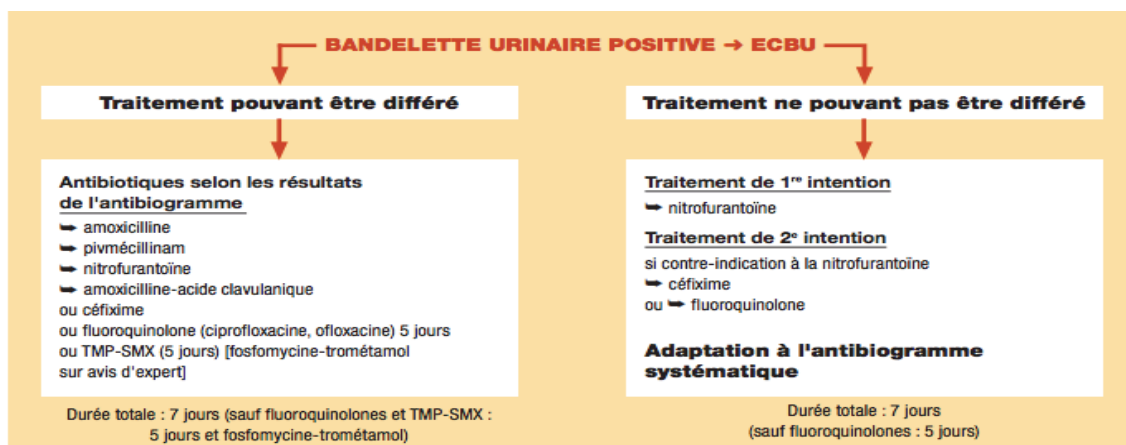 BANDELETTE URINAIRE POSITIVE → ECBU
Traitement pouvant être différé
Antibiotiques selon les résultats
de l'antibiogramme
➥ amoxicilline
➥ pivmécillinam
➥ nitrofurantoïne
➥ amoxicilline-acide clavulanique
ou céfixime
ou fluoroquinolone (ciprofloxacine, ofloxacine) 5 jours
ou TMP-SMX (5 jours) [fosfomycine-trométamol
sur avis d'expert]
Durée totale : 7 jours (sauf fluoroquinolones et TMP-SMX :
5 jours et fosfomycine-trométamol)
Traitement ne pouvant pas être différé
Traitement de 1re intention
➥ nitrofurantoïne
Traitement de 2e intention
si contre-indication à la nitrofurantoïne
➥ céfixime
ou ➥ fluoroquinolone
Adaptation à l'antibiogramme
systématique
Durée totale : 7 jours
(sauf fluoroquinolones : 5 jours)